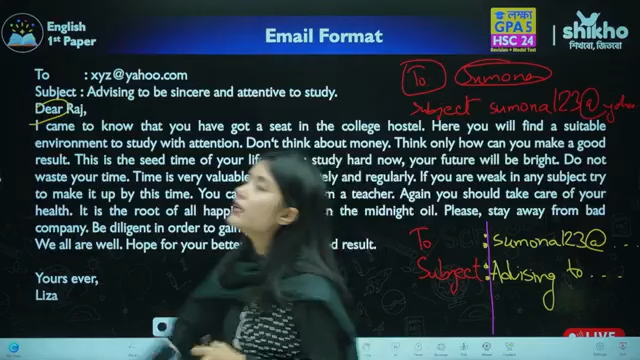 English
1st Paper
Email Format
লক্ষ্য
GPA 5
HSC 24
Revision + Model Test
shikho
শিখবো, জিতবো
To : xyz@yahoo.com
Subject : Advising to be sincere and attentive to study.
Dear Raj,
I came to know that you have got a seat in the college hostel. Here you will find a suitable
environment to study with attention. Don't think about money. Think only how can you make a good
result. This is the seed time of your life study hard now, your future will be bright. Do not
waste your time. Time is very valuable ely and regularly. If you are weak in any subject try
to make it up by this time. You ca m a teacher. Again you should take care of your
health. It is the root of all happi n the midnight oil. Please, stay away from bad
company. Be diligent in order to gain
We all are well. Hope for your bette d result.
Yours ever,
Liza
To Sumona
Subject sumona123@yahoo
To : sumona123@ ...
Subject : Advising to ....
LIVE